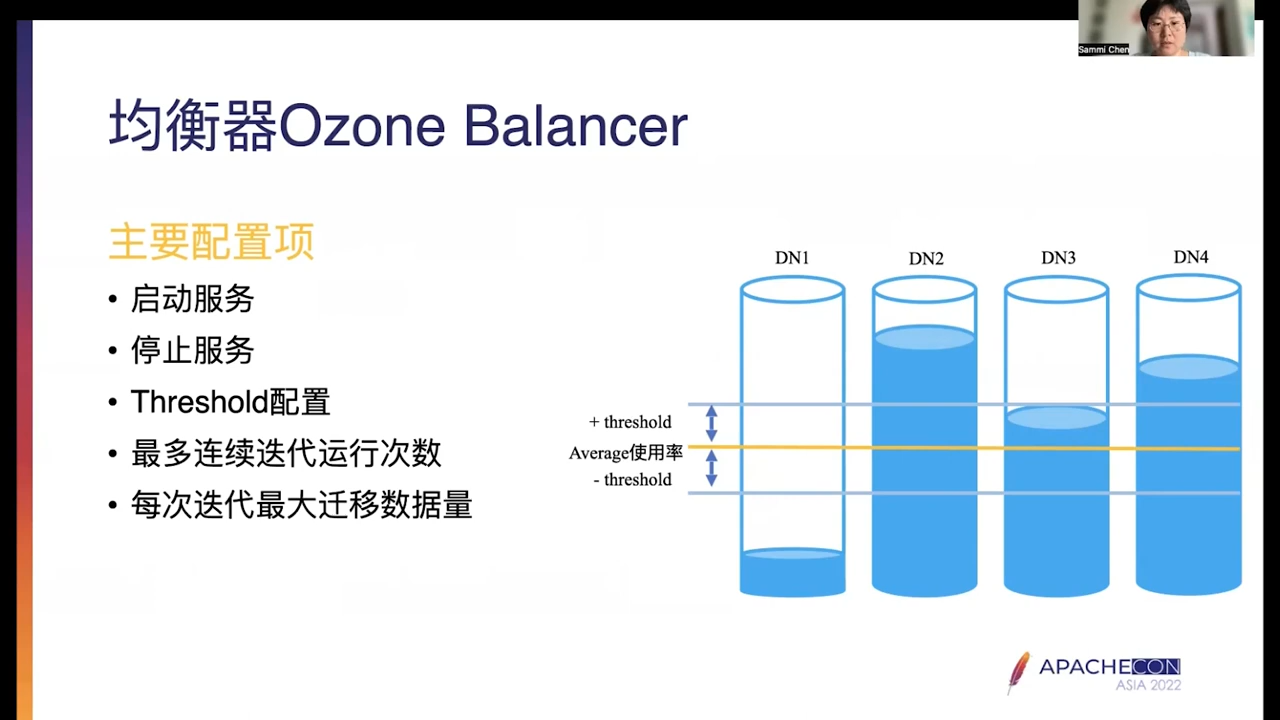 Sammi Chen
均衡器Ozone Balancer
主要配置项
• 启动服务
• 停止服务
• Threshold配置
• 最多连续迭代运行次数
• 每次迭代最大迁移数据量
DN1 DN2 DN3 DN4
+ threshold
Average使用率
- threshold
APACHECON
ASIA 2022